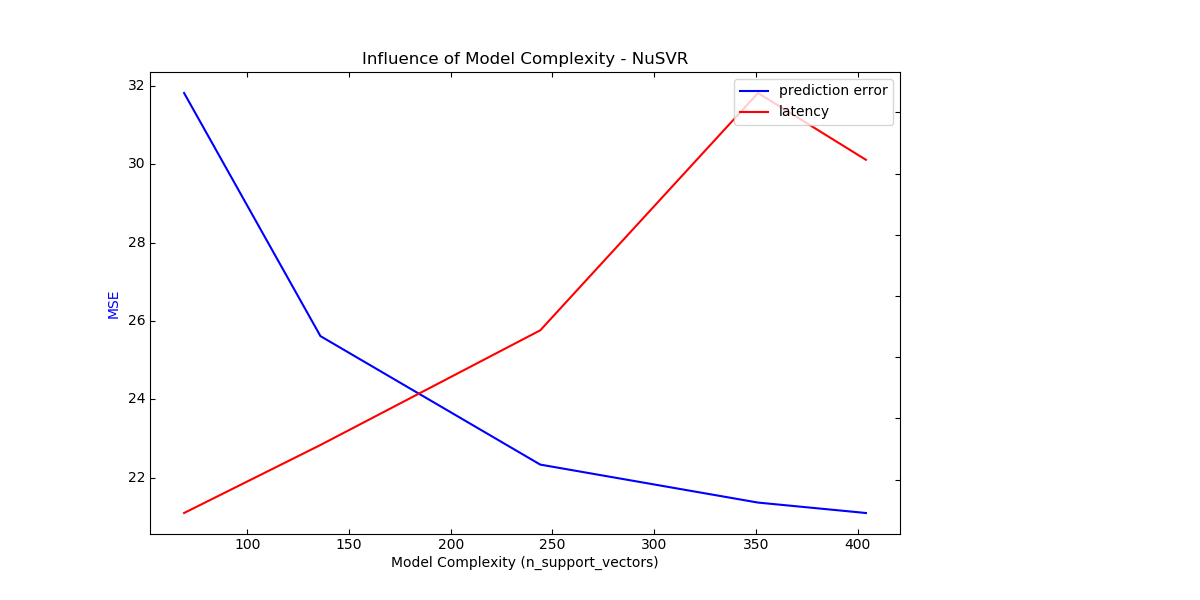 Influence of Model Complexity - NuSVR
prediction error
latency
32
30
28
26
24
22
MSE
100 150 200 250 300 350 400
Model Complexity (n_support_vectors)